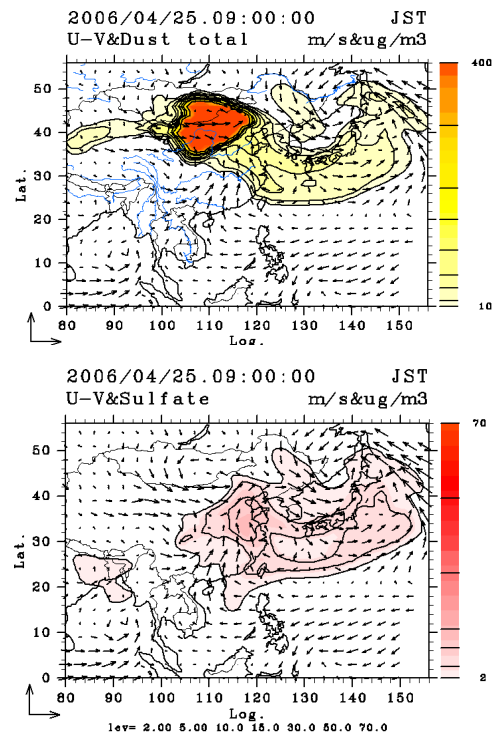 2006/04/25.09:00:00 JST
U-V&Dust total m/s&ug/m3
400
50
40
30
20
10
0
Lat.
10
80 90 100 110 120 130 140 150
Log.
2006/04/25.09:00:00 JST
U-V&Sulfate m/s&ug/m3
70
50
40
30
20
10
0
Lat.
2
80 90 100 110 120 130 140 150
Log.
lev= 2.00 5.00 10.0 15.0 30.0 50.0 70.0